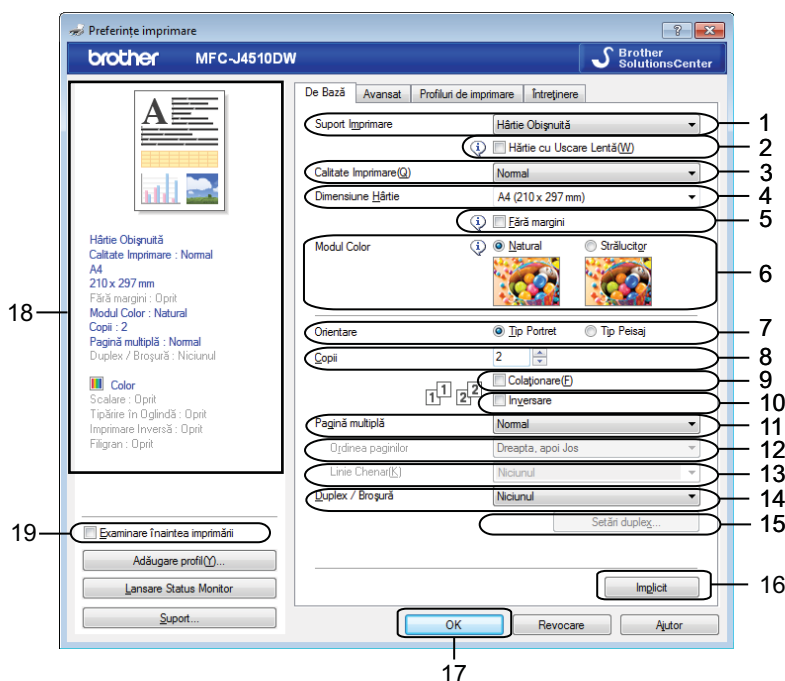 Preferințe imprimare
brother MFC-J4510DW
Brother
SolutionsCenter
De Bază Avansat Profiluri de imprimare Întreținere
Suport Imprimare Hârtie Obișnuită 1
Hârtie cu Uscare Lentă(W) 2
Calitate Imprimare(Q) Normal 3
Dimensiune Hârtie A4 (210 x 297 mm) 4
Fără margini 5
Modul Color Natural Strălucitor 6
Orientare Tip Portret Tip Peisaj 7
Copii 2 8
1 1 2 2
Colaționare(F) 9
Inversare 10
Pagină multiplă Normal 11
Ordinea paginilor Dreapta, apoi Jos 12
Linie Chenar(K) Niciunul 13
Duplex / Broșură Niciunul 14
Setări duplex... 15
Implicit 16
OK Revocare Ajutor
17
A
18
Hârtie Obișnuită
Calitate Imprimare : Normal
A4
210 x 297 mm
Fără margini : Oprit
Modul Color : Natural
Copii : 2
Pagină multiplă : Normal
Duplex / Broșură : Niciunul
Color
Scalare : Oprit
Tipărire în Oglindă : Oprit
Imprimare Inversă : Oprit
Filigran : Oprit
19 Examinare înaintea imprimării
Adăugare profil(Y)...
Lansare Status Monitor
Suport...